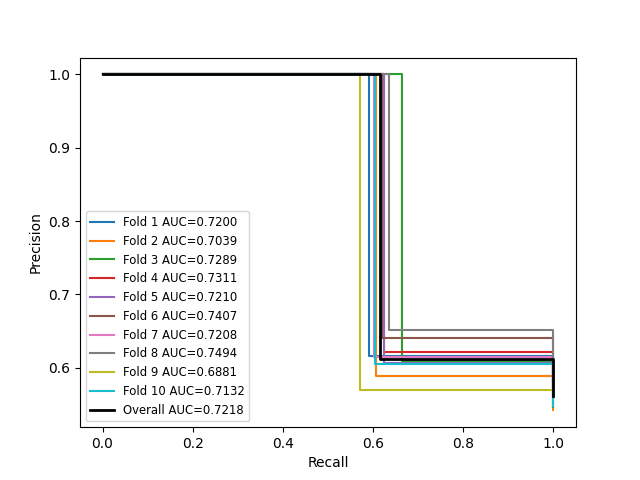 1.0
0.9
0.8
0.7
0.6
Precision
Fold 1 AUC=0.7200
Fold 2 AUC=0.7039
Fold 3 AUC=0.7289
Fold 4 AUC=0.7311
Fold 5 AUC=0.7210
Fold 6 AUC=0.7407
Fold 7 AUC=0.7208
Fold 8 AUC=0.7494
Fold 9 AUC=0.6881
Fold 10 AUC=0.7132
Overall AUC=0.7218
0.0 0.2 0.4 0.6 0.8 1.0
Recall